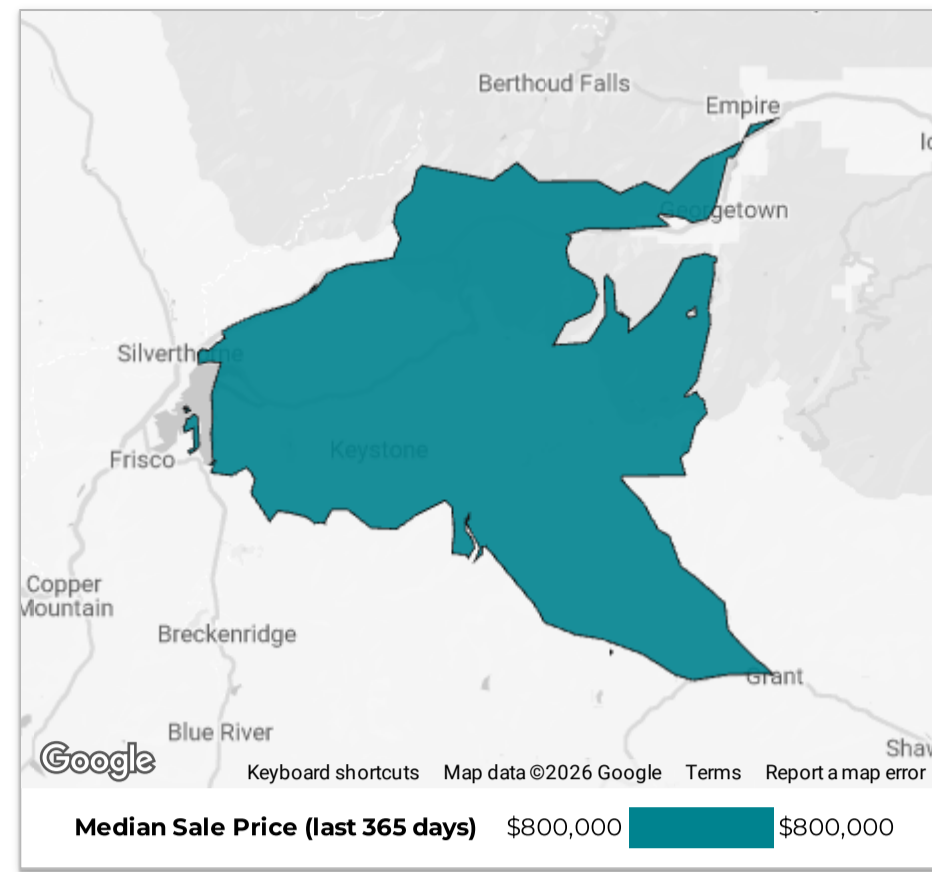 Berthoud Falls
Empire
Georgetown
Silverthorne
Keystone
Frisco
Copper
Mountain
Breckenridge
Grant
Blue River
Google
Keyboard shortcuts Map data ©2026 Google Terms Report a map error
Median Sale Price (last 365 days) $800,000 $800,000